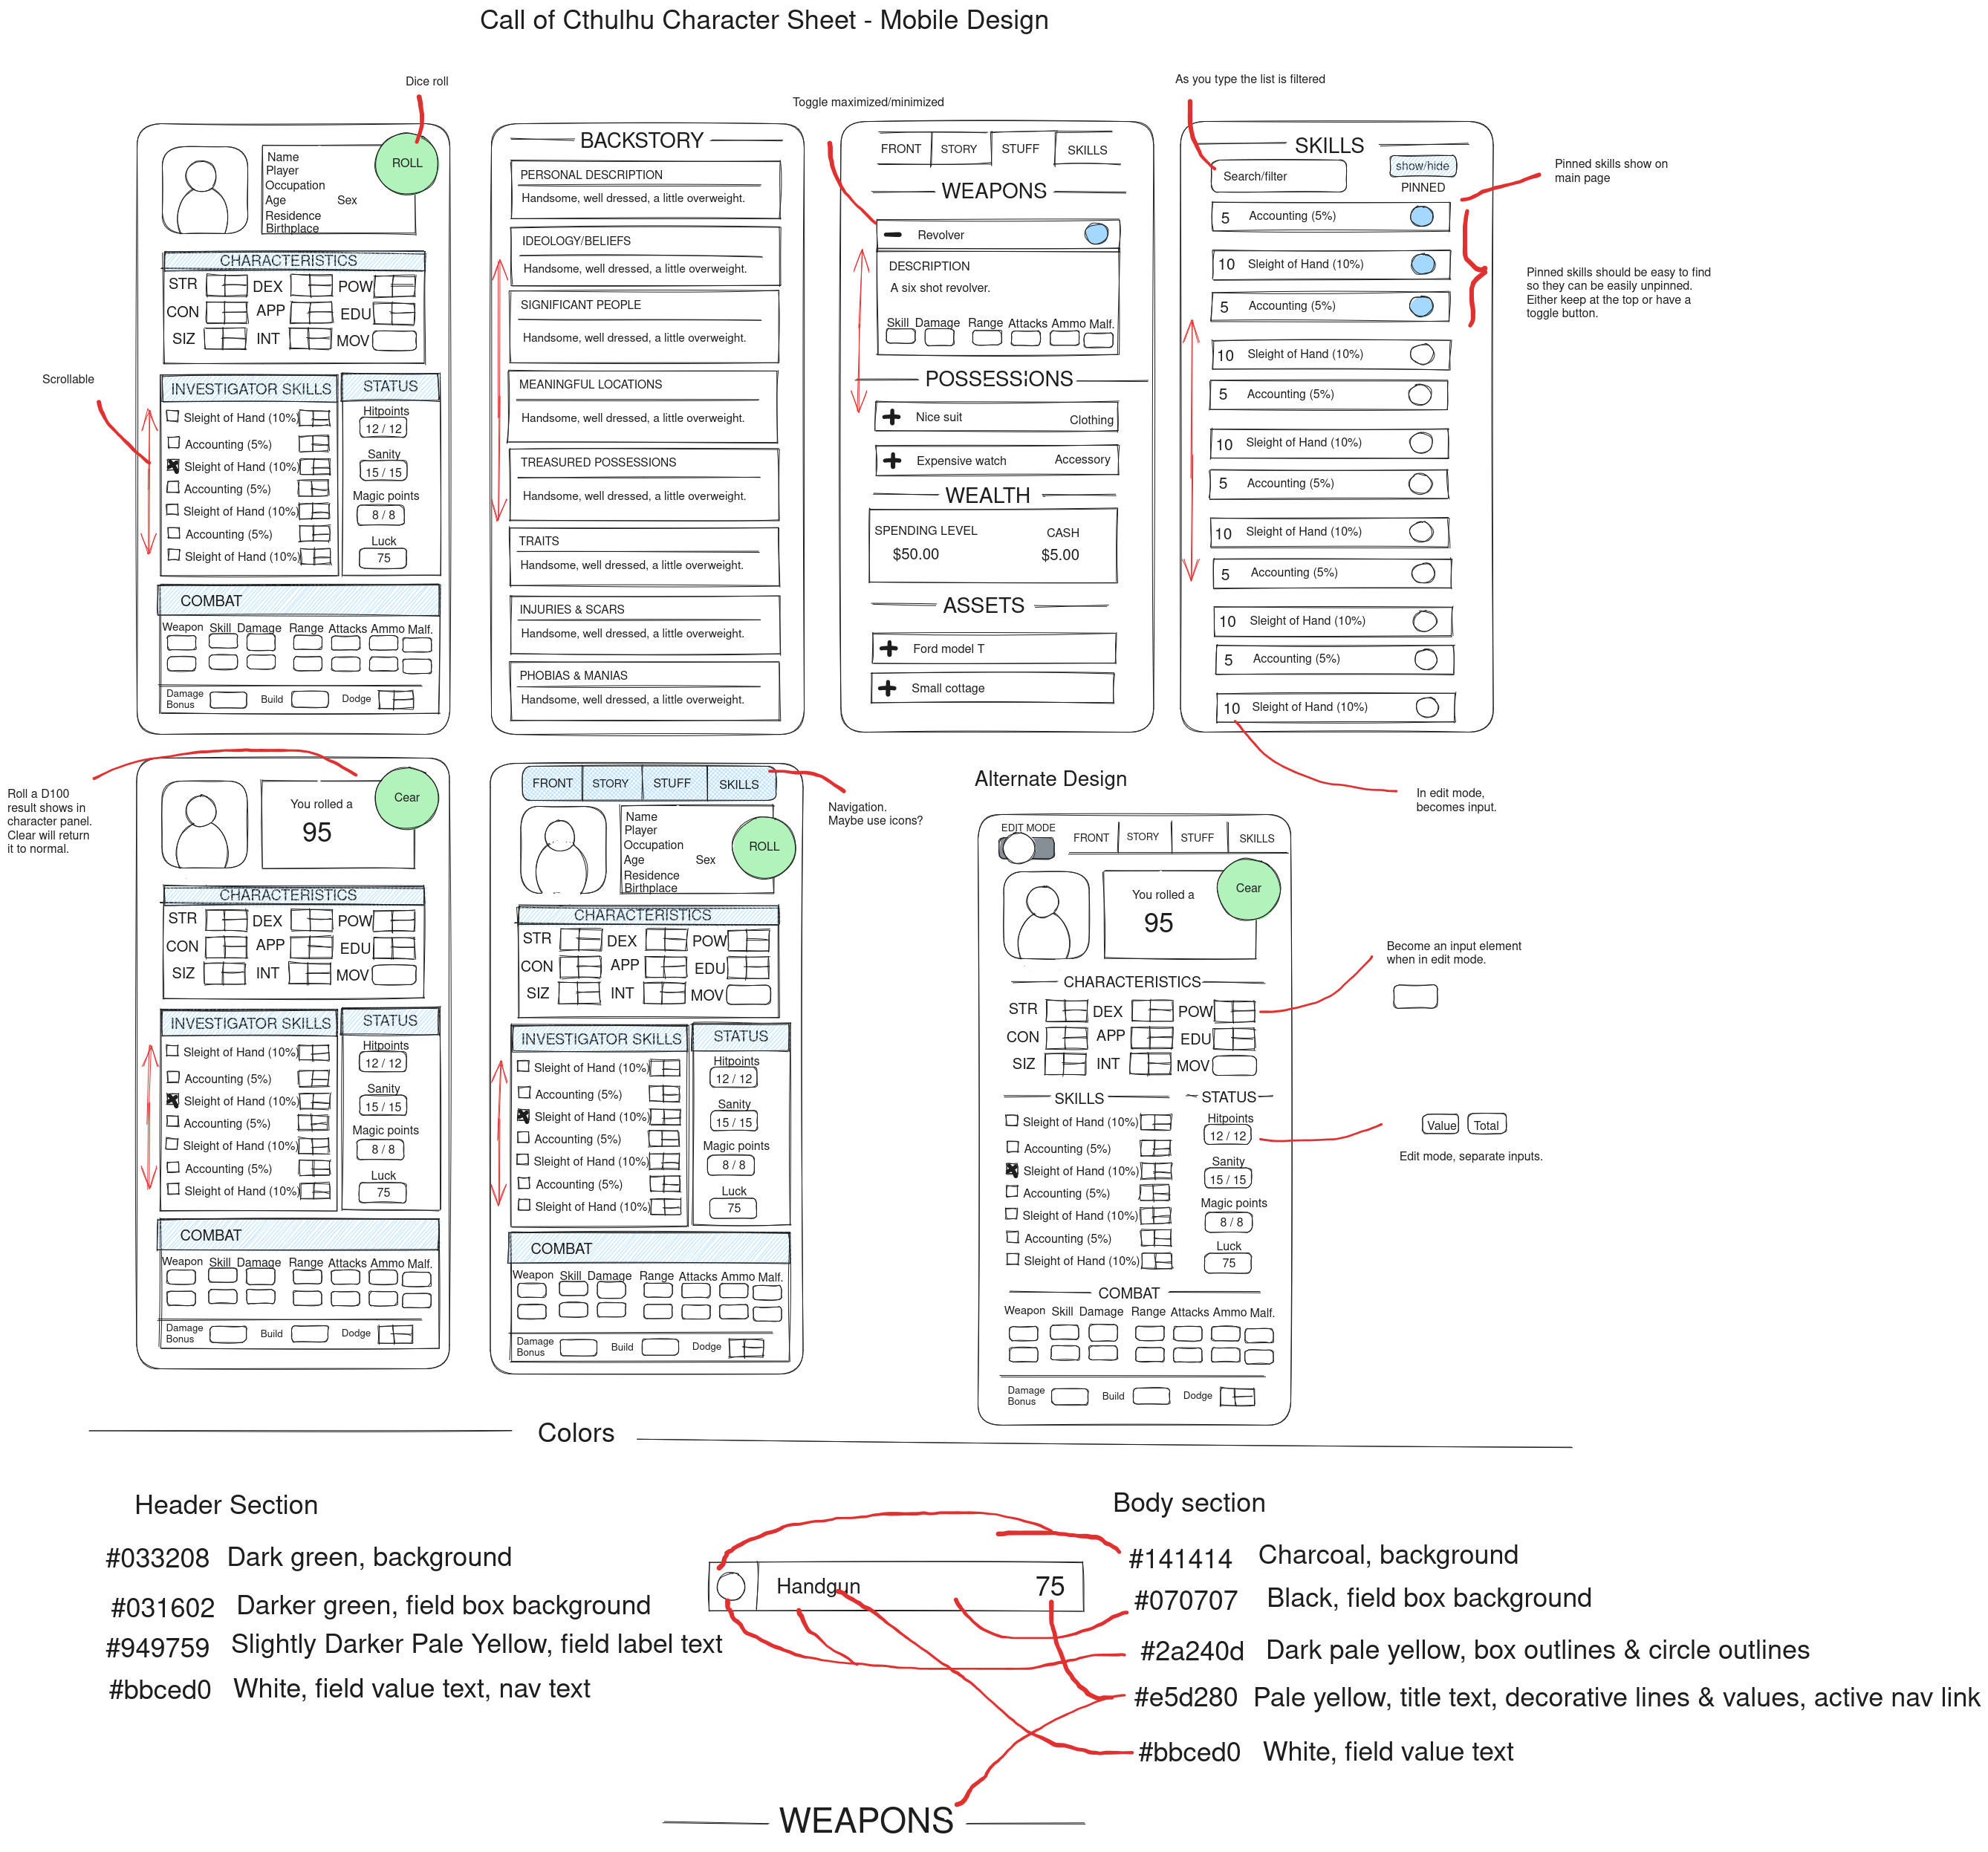 Call of Cthulhu Character Sheet - Mobile Design
Dice roll
Name
Player
Occupation
Age Sex
Residence
Birthplace
ROLL
CHARACTERISTICS
STR DEX POW
CON APP EDU
SIZ INT MOV
Scrollable
INVESTIGATOR SKILLS
Sleight of Hand (10%)
Accounting (5%)
Sleight of Hand (10%)
Accounting (5%)
Sleight of Hand (10%)
Accounting (5%)
Sleight of Hand (10%)
STATUS
Hitpoints
12 / 12
Sanity
15 / 15
Magic points
8 / 8
Luck
75
COMBAT
Weapon Skill Damage Range Attacks Ammo Malf.
Damage
Bonus
Build
Dodge
BACKSTORY
PERSONAL DESCRIPTION
Handsome, well dressed, a little overweight.
IDEOLOGY/BELIEFS
Handsome, well dressed, a little overweight.
SIGNIFICANT PEOPLE
Handsome, well dressed, a little overweight.
MEANINGFUL LOCATIONS
Handsome, well dressed, a little overweight.
TREASURED POSSESSIONS
Handsome, well dressed, a little overweight.
TRAITS
Handsome, well dressed, a little overweight.
INJURIES & SCARS
Handsome, well dressed, a little overweight.
PHOBIAS & MANIAS
Handsome, well dressed, a little overweight.
Toggle maximized/minimized
FRONT STORY STUFF SKILLS
WEAPONS
Revolver
DESCRIPTION
A six shot revolver.
Skill Damage Range Attacks Ammo Malf.
POSSESSIONS
Nice suit Clothing
Expensive watch Accessory
WEALTH
SPENDING LEVEL CASH
$50.00 $5.00
ASSETS
Ford model T
Small cottage
As you type the list is filtered
SKILLS
Search/filter
show/hide
PINNED
5 Accounting (5%)
10 Sleight of Hand (10%)
5 Accounting (5%)
10 Sleight of Hand (10%)
5 Accounting (5%)
10 Sleight of Hand (10%)
5 Accounting (5%)
10 Sleight of Hand (10%)
5 Accounting (5%)
10 Sleight of Hand (10%)
5 Accounting (5%)
10 Sleight of Hand (10%)
Pinned skills show on
main page
Pinned skills should be easy to find
so they can be easily unpinned.
Either keep at the top or have a
toggle button.
In edit mode,
becomes input.
Roll a D100
result shows in
character panel.
Clear will return
it to normal.
You rolled a
95
Cear
CHARACTERISTICS
STR DEX POW
CON APP EDU
SIZ INT MOV
INVESTIGATOR SKILLS
Sleight of Hand (10%)
Accounting (5%)
Sleight of Hand (10%)
Accounting (5%)
Sleight of Hand (10%)
Accounting (5%)
Sleight of Hand (10%)
STATUS
Hitpoints
12 / 12
Sanity
15 / 15
Magic points
8 / 8
Luck
75
COMBAT
Weapon Skill Damage Range Attacks Ammo Malf.
Damage
Bonus
Build
Dodge
FRONT STORY STUFF SKILLS
Navigation.
Maybe use icons?
Name
Player
Occupation
Age Sex
Residence
Birthplace
ROLL
CHARACTERISTICS
STR DEX POW
CON APP EDU
SIZ INT MOV
INVESTIGATOR SKILLS
Sleight of Hand (10%)
Accounting (5%)
Sleight of Hand (10%)
Accounting (5%)
Sleight of Hand (10%)
Accounting (5%)
Sleight of Hand (10%)
STATUS
Hitpoints
12 / 12
Sanity
15 / 15
Magic points
8 / 8
Luck
75
COMBAT
Weapon Skill Damage Range Attacks Ammo Malf.
Damage
Bonus
Build
Dodge
Alternate Design
EDIT MODE
FRONT STORY STUFF SKILLS
You rolled a
95
Cear
CHARACTERISTICS
STR DEX POW
CON APP EDU
SIZ INT MOV
SKILLS
Sleight of Hand (10%)
Accounting (5%)
Sleight of Hand (10%)
Accounting (5%)
Sleight of Hand (10%)
Accounting (5%)
Sleight of Hand (10%)
STATUS
Hitpoints
12 / 12
Sanity
15 / 15
Magic points
8 / 8
Luck
75
COMBAT
Weapon Skill Damage Range Attacks Ammo Malf.
Damage
Bonus
Build
Dodge
Become an input element
when in edit mode.
Value Total
Edit mode, separate inputs.
Colors
Header Section
#033208 Dark green, background
#031602 Darker green, field box background
#949759 Slightly Darker Pale Yellow, field label text
#bbced0 White, field value text, nav text
Handgun 75
Body section
#141414 Charcoal, background
#070707 Black, field box background
#2a240d Dark pale yellow, box outlines & circle outlines
#e5d280 Pale yellow, title text, decorative lines & values, active nav link
#bbced0 White, field value text
WEAPONS